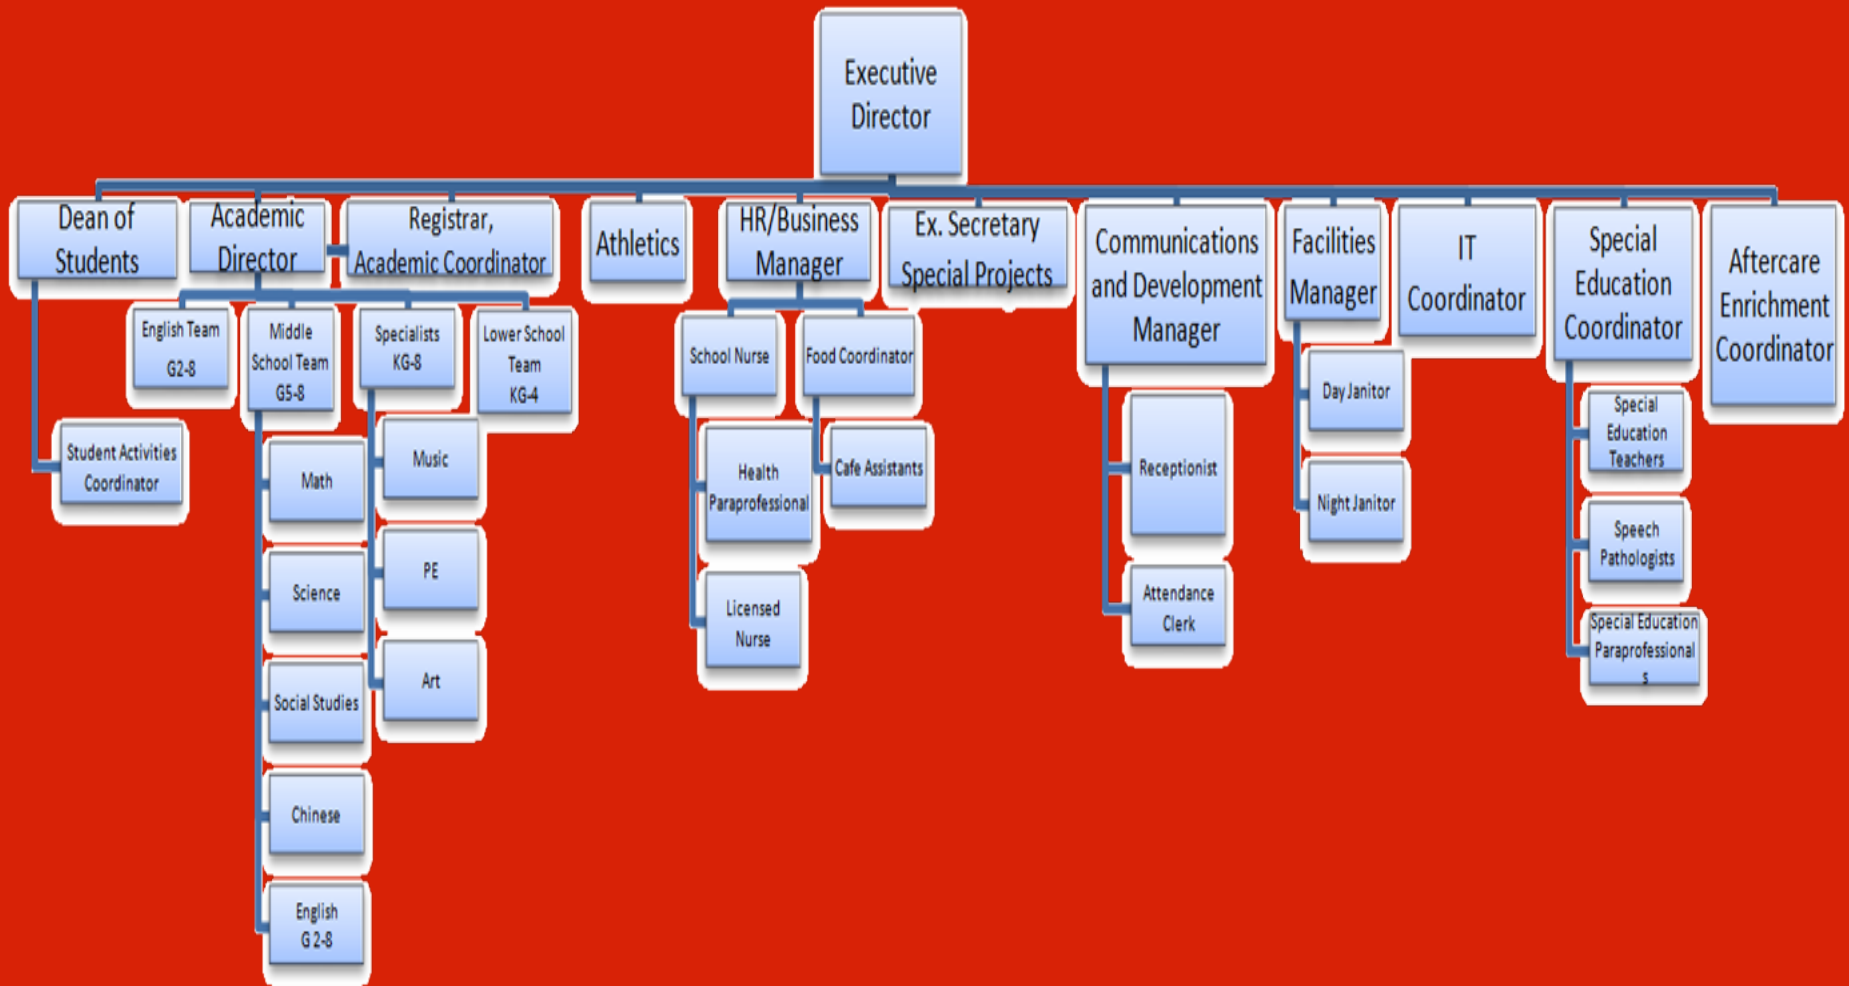 Executive
Director
Dean of
Students
Academic
Director
Registrar,
Academic Coordinator
Athletics
HR/Business
Manager
Ex. Secretary
Special Projects
Communications
and Development
Manager
Facilities
Manager
IT
Coordinator
Special
Education
Coordinator
Aftercare
Enrichment
Coordinator
Student Activities
Coordinator
English Team
G2-8
Middle
School Team
G5-8
Math
Science
Social Studies
Chinese
English
G 2-8
Specialists
KG-8
Music
PE
Art
Lower School
Team
KG-4
School Nurse
Health
Paraprofessional
Licensed
Nurse
Food Coordinator
Cafe Assistants
Receptionist
Attendance
Clerk
Day Janitor
Night Janitor
Special
Education
Teachers
Speech
Pathologists
Special Education
Paraprofessional
s